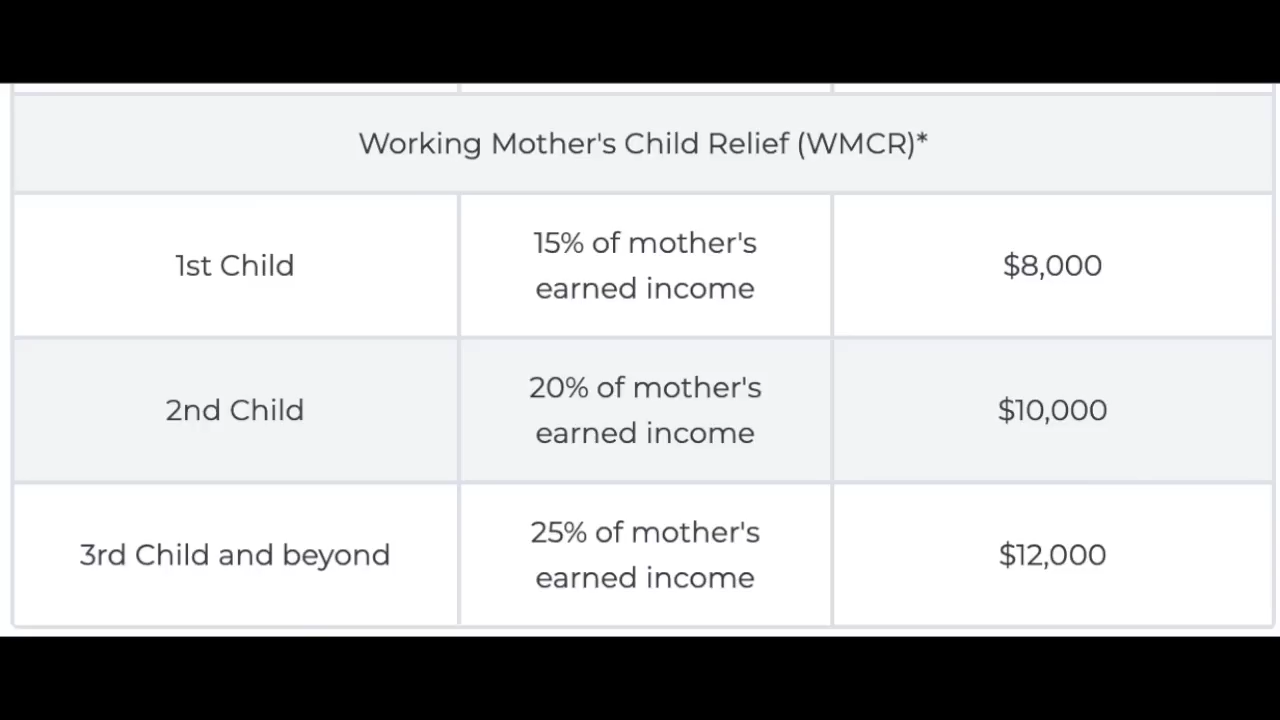 Working Mother's Child Relief (WMCR)*
1st Child
15% of mother's
earned income
$8,000
2nd Child
20% of mother's
earned income
$10,000
3rd Child and beyond
25% of mother's
earned income
$12,000